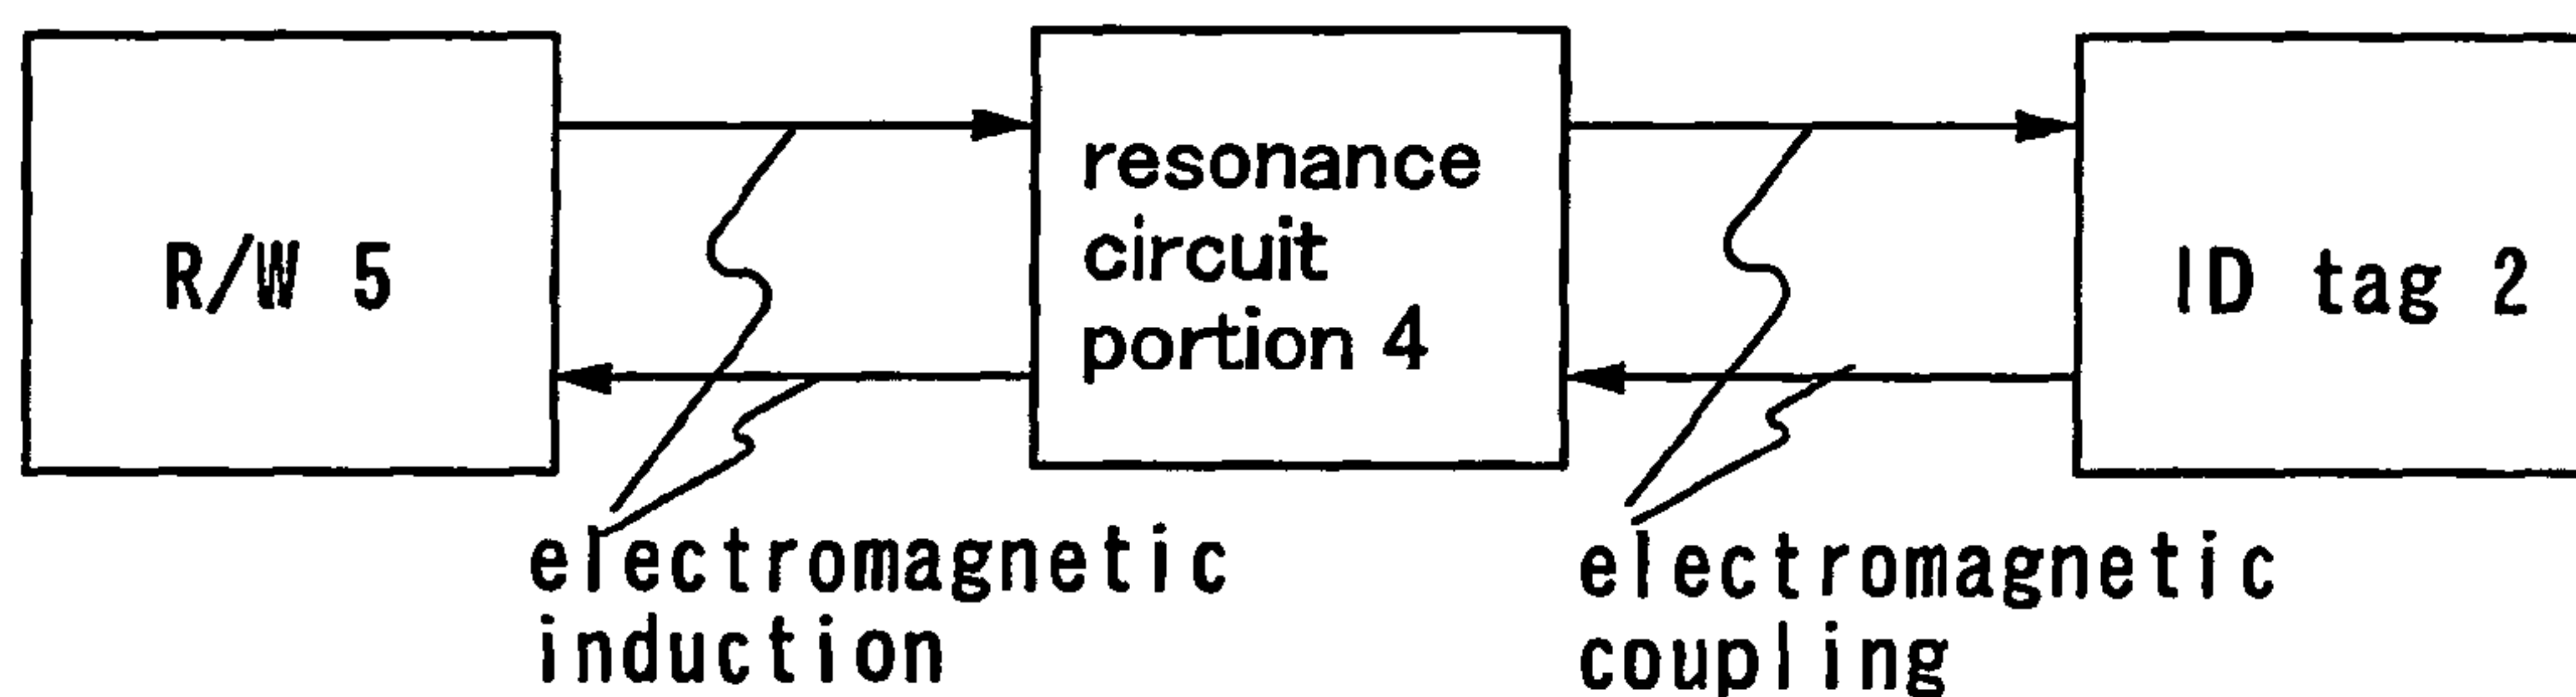 R/W 5
resonance
circuit
portion 4
ID tag 2
electromagnetic
induction
electromagnetic
coupling